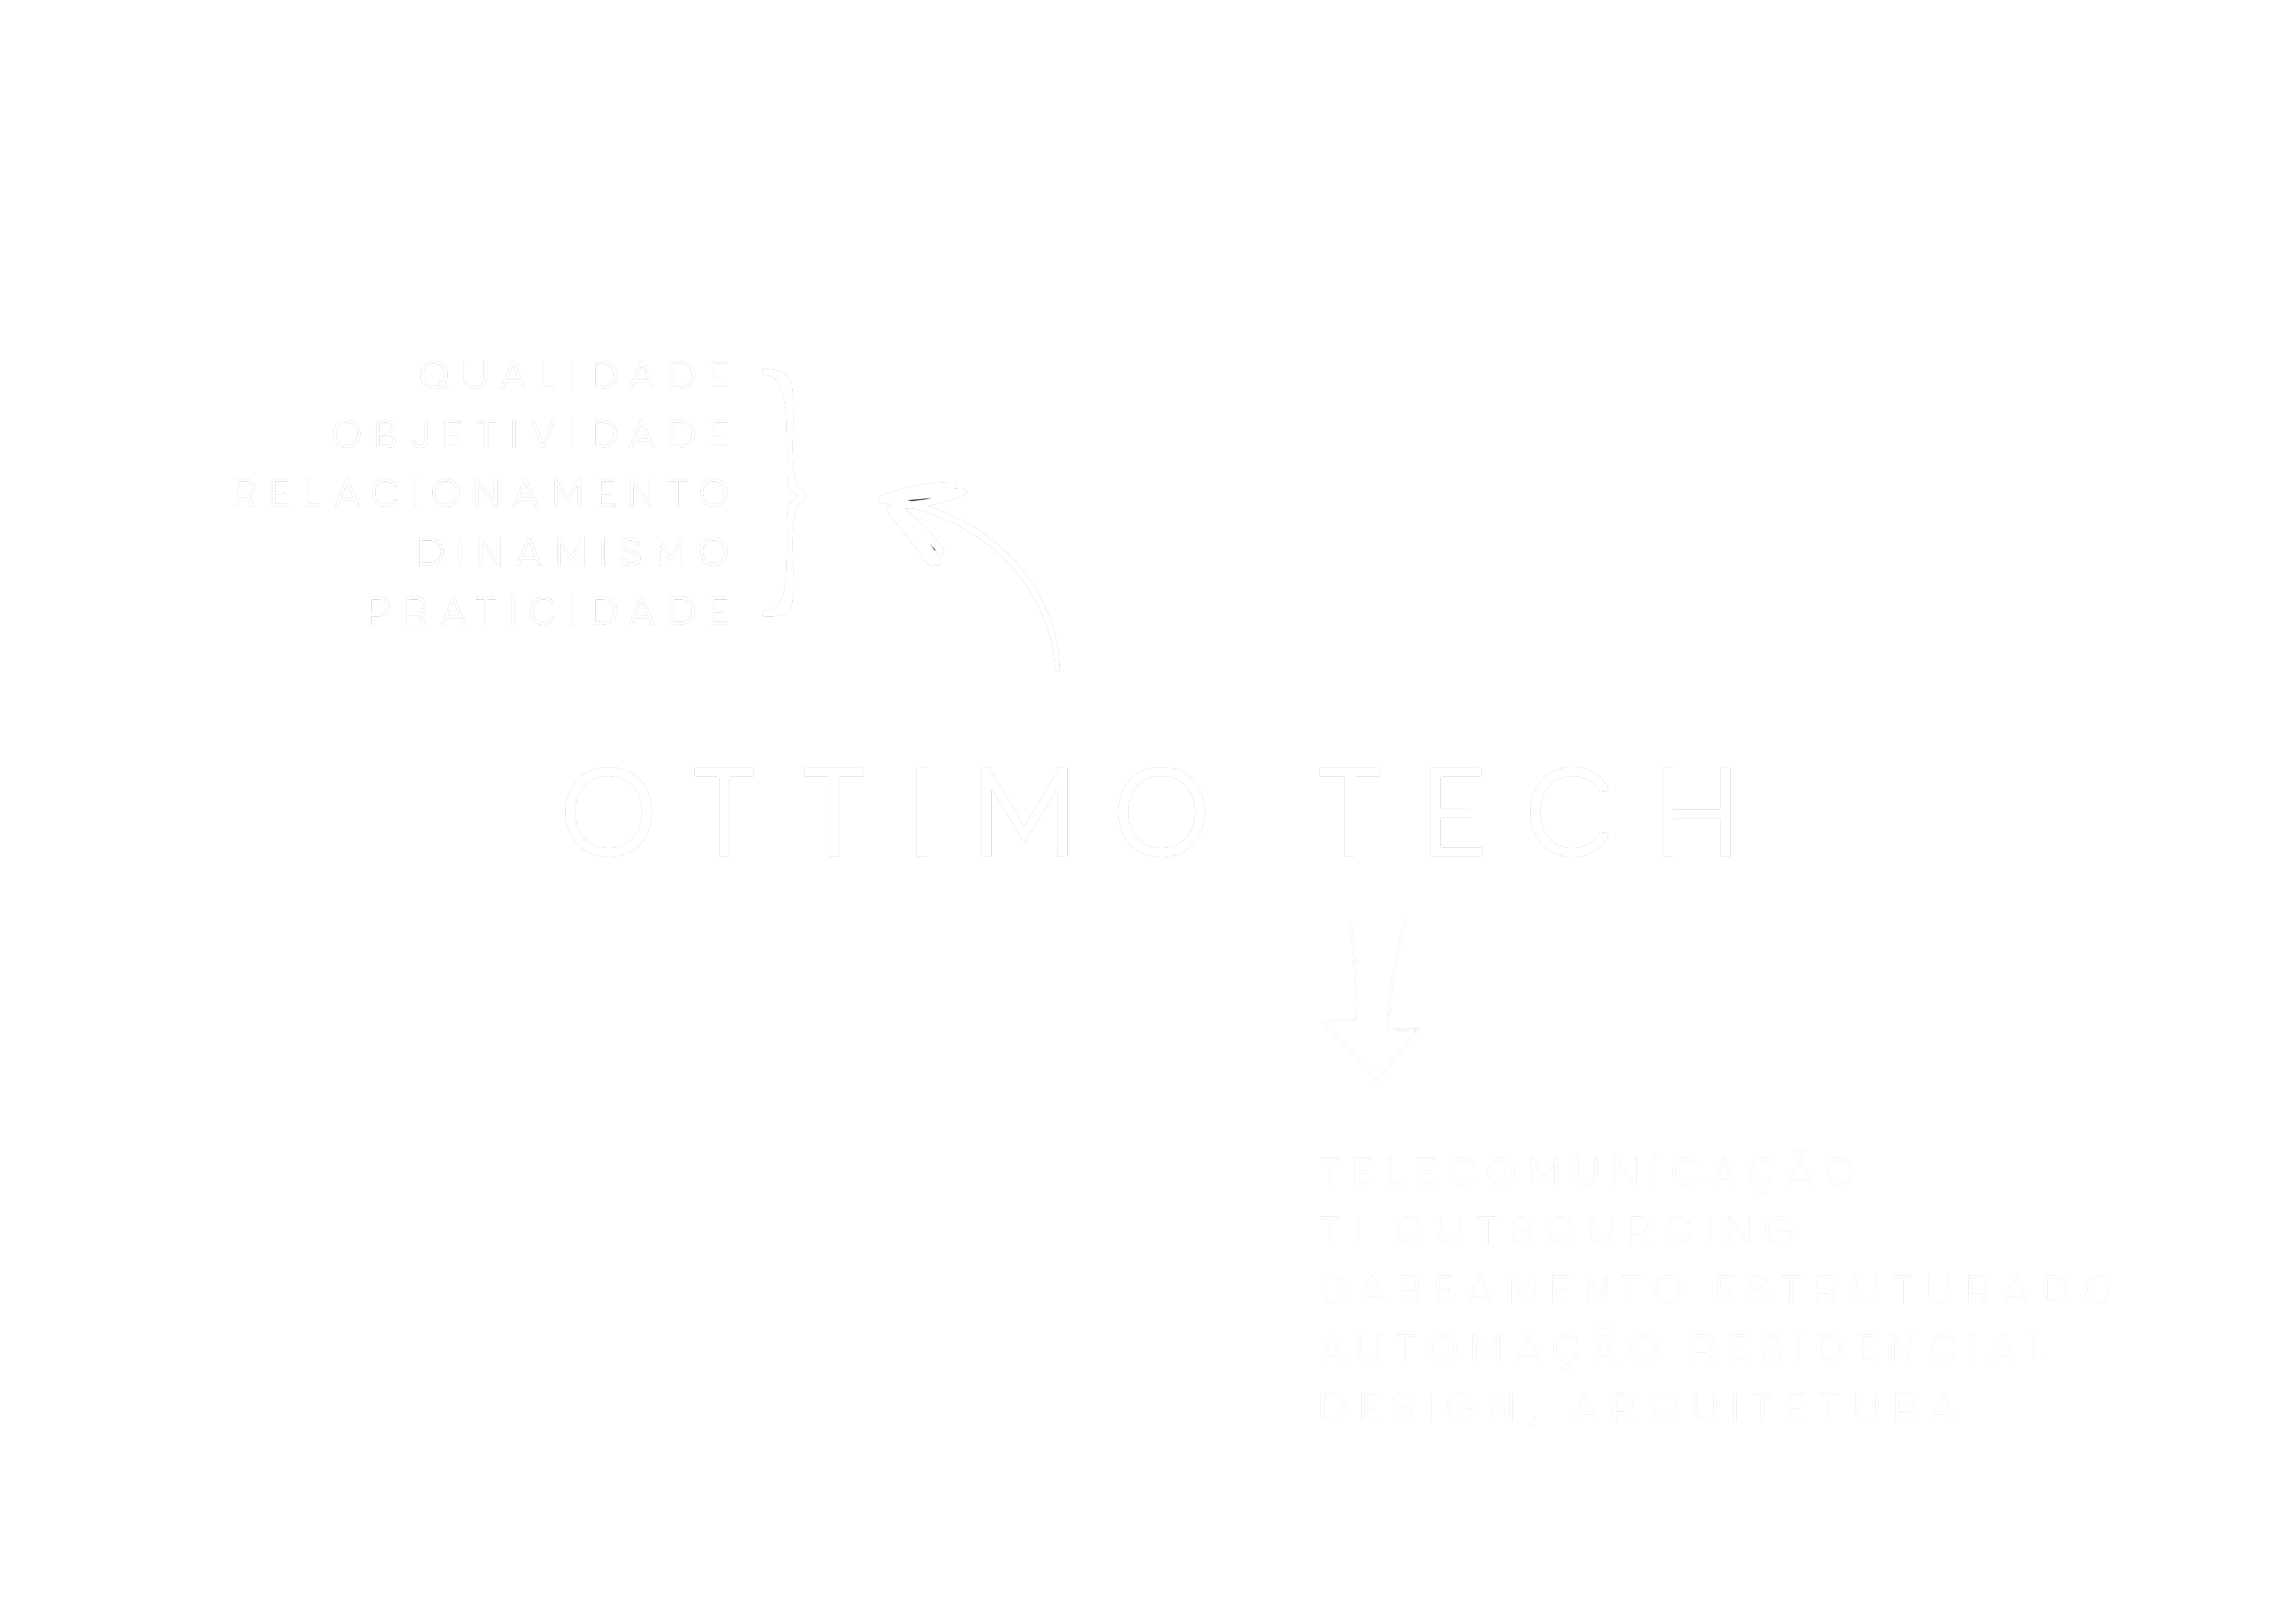 QUALIDADE
OBJETIVIDADE
RELACIONAMENTO
DINAMISMO
PRATICIDADE
OTTIMO TECH
TELECOMUNICAÇÃO
TI OUTSOURCING
CABEAMENTO ESTRUTURADO
AUTOMAÇÃO RESIDENCIAL
DESIGN, ARQUITETURA